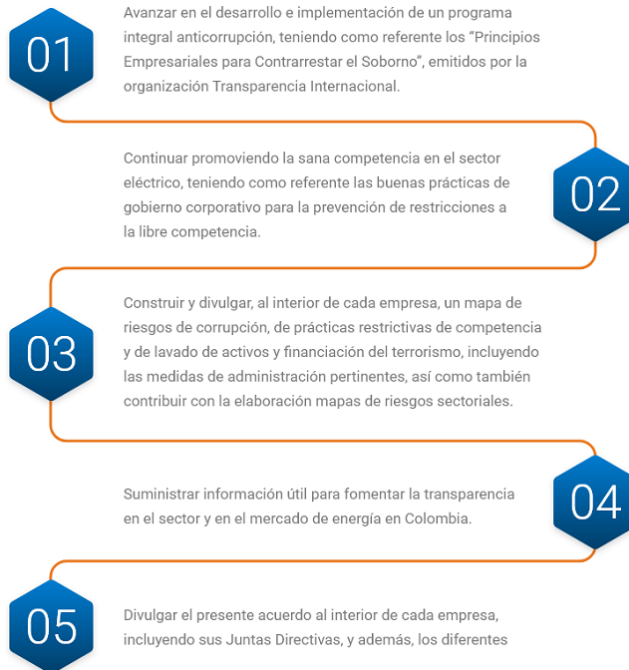 01
Avanzar en el desarrollo e implementación de un programa
integral anticorrupción, teniendo como referente los “Principios
Empresariales para Contrarrestar el Soborno”, emitidos por la
organización Transparencia Internacional.
Continuar promoviendo la sana competencia en el sector
eléctrico, teniendo como referente las buenas prácticas de
gobierno corporativo para la prevención de restricciones a
la libre competencia.
02
03
Construir y divulgar, al interior de cada empresa, un mapa de
riesgos de corrupción, de prácticas restrictivas de competencia
y de lavado de activos y financiación del terrorismo, incluyendo
las medidas de administración pertinentes, así como también
contribuir con la elaboración mapas de riesgos sectoriales.
Suministrar información útil para fomentar la transparencia
en el sector y en el mercado de energía en Colombia.
04
05
Divulgar el presente acuerdo al interior de cada empresa,
incluyendo sus Juntas Directivas, y además, los diferentes